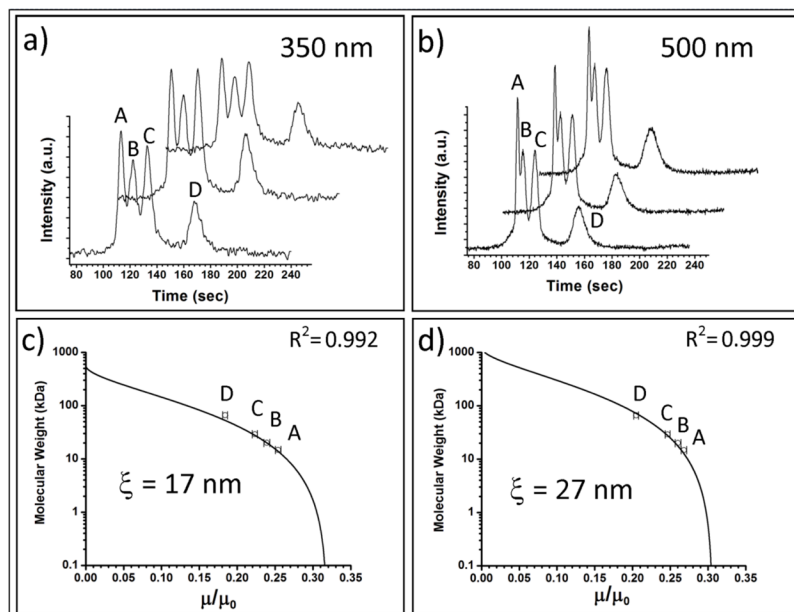 a)
350 nm
A
B
C
D
Intensity (a.u.)
80 100 120 140 160 180 200 220 240
Time (sec)
b)
500 nm
A
B
C
D
Intensity (a.u.)
80 100 120 140 160 180 200 220 240
Time (sec)
c)
R²= 0.992
1000
100
10
1
0.1
Molecular Weight (kDa)
D
C
B
A
ξ = 17 nm
0.00 0.05 0.10 0.15 0.20 0.25 0.30 0.35
μ/μ₀
d)
R²= 0.999
1000
100
10
1
0.1
Molecular Weight (kDa)
D
C
B
A
ξ = 27 nm
0.00 0.05 0.10 0.15 0.20 0.25 0.30 0.35
μ/μ₀